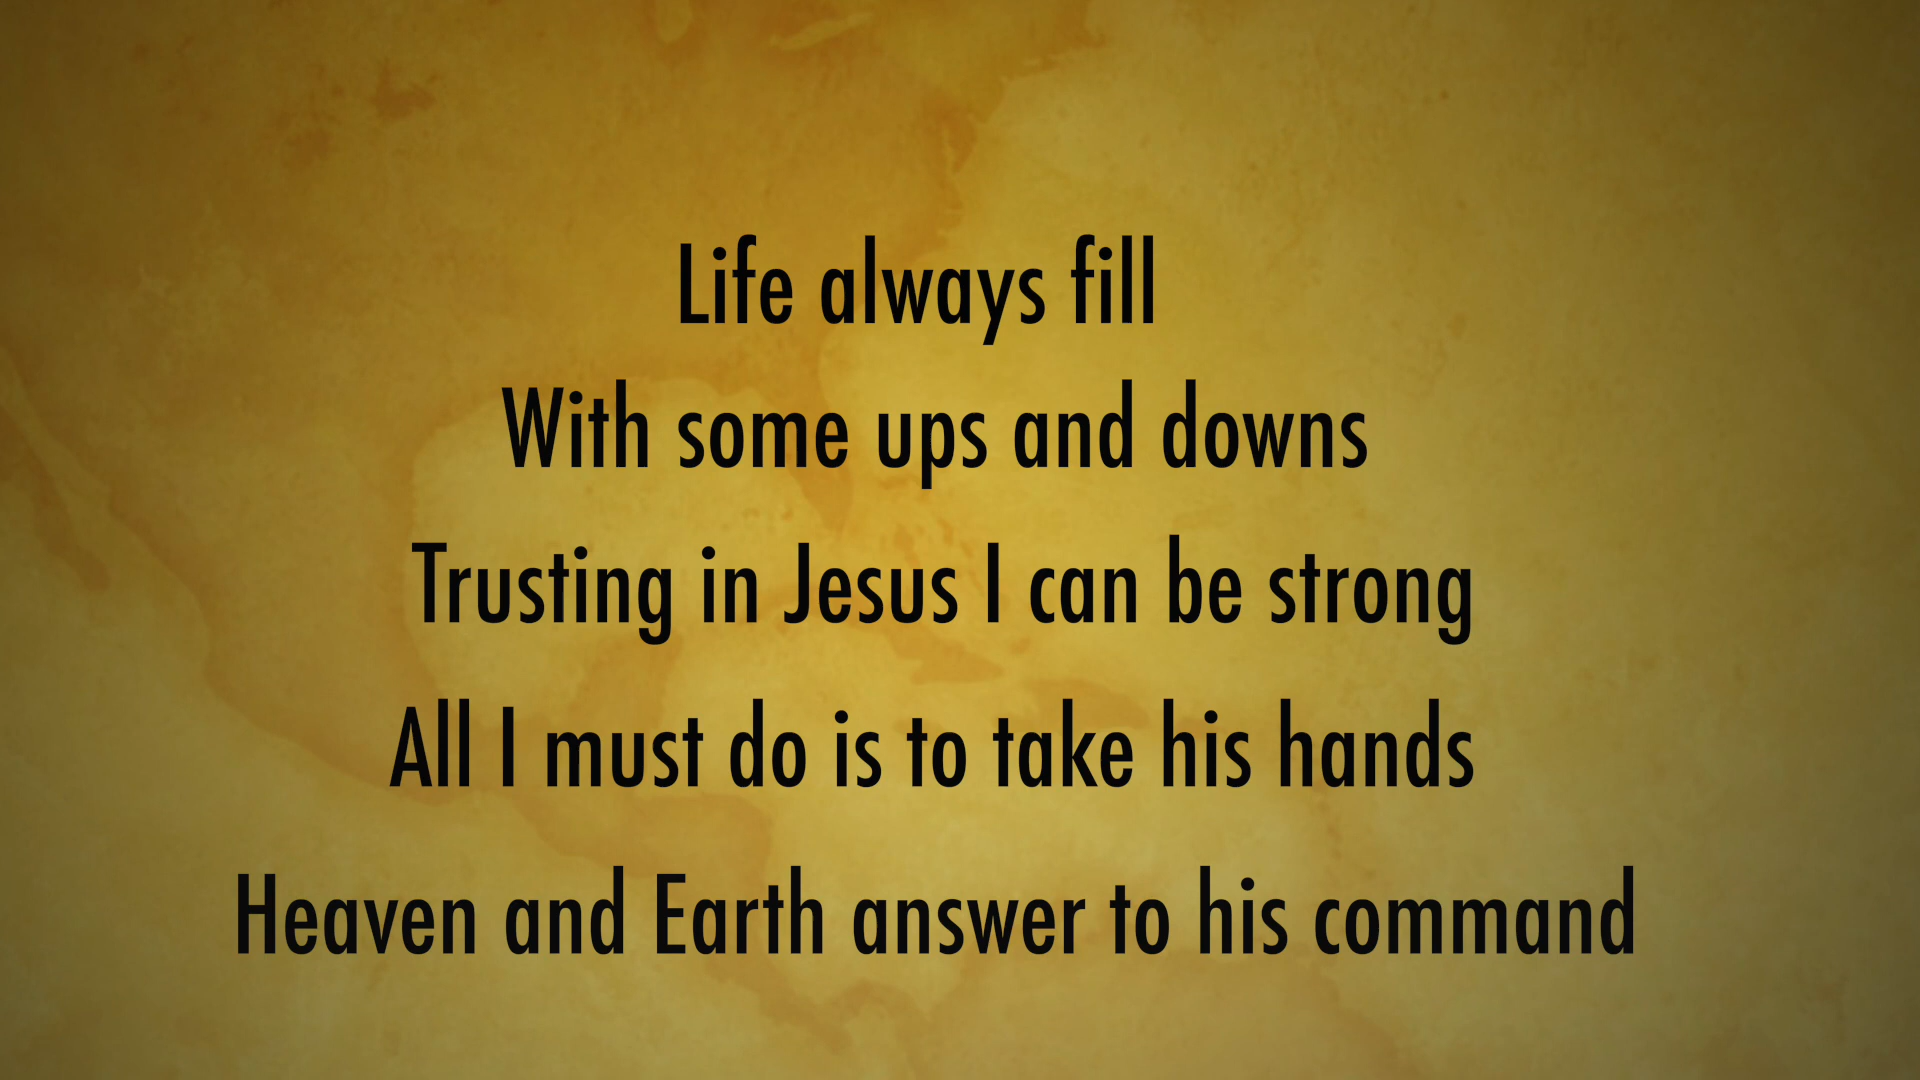 Life always fill
With some ups and downs
Trusting in Jesus I can be strong
All I must do is to take his hands
Heaven and Earth answer to his command